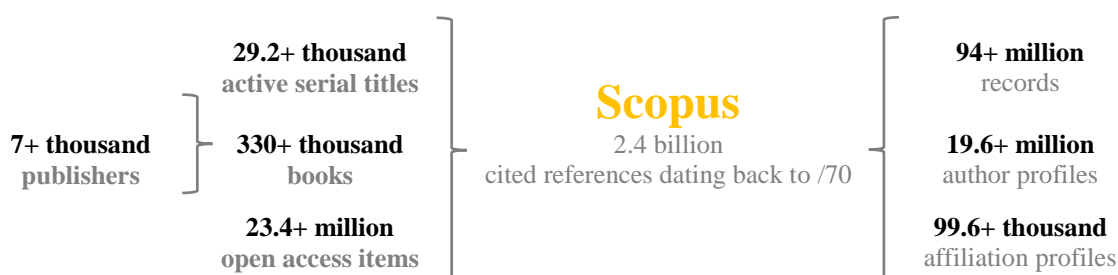 7+ thousand
publishers
29.2+ thousand
active serial titles
330+ thousand
books
23.4+ million
open access items
Scopus
2.4 billion
cited references dating back to /70
94+ million
records
19.6+ million
author profiles
99.6+ thousand
affiliation profiles